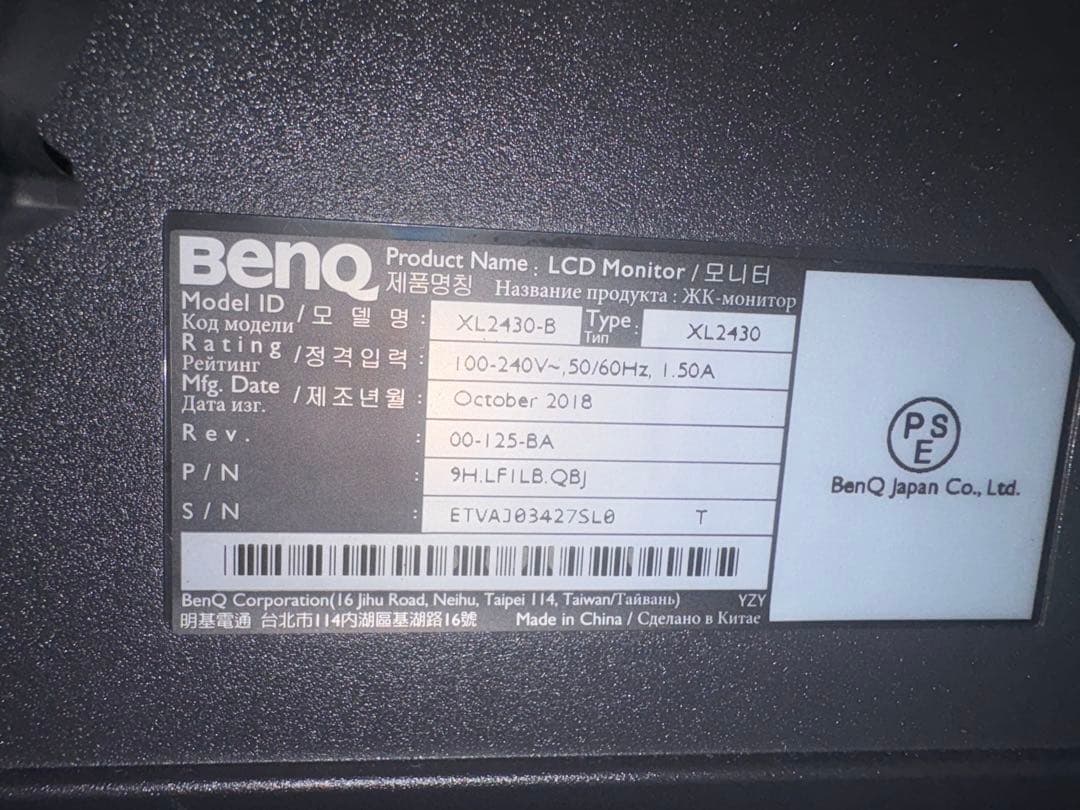 BenQ
Product Name : LCD Monitor / 모니터
제품명칭 Название продукта : ЖК-монитор
Model ID / 모 델 명 : XL2430-B Type : XL2430
Код модели Тип
Rating / 정격입력 : 100-240V~,50/60Hz, 1.50A
Рейтинг
Mfg. Date / 제조년월 : October 2018
Дата изг.
Rev. : 00-125-BA
P/N : 9H.LF1LB.QBJ
S/N : ETVAJ03427SL0 T
BenQ Corporation(16 Jihu Road, Neihu, Taipei 114, Taiwan/Тайвань) YZY
明基電通 台北市114內湖區基湖路16號 Made in China / Сделано в Китае
PS
E
BenQ Japan Co., Ltd.